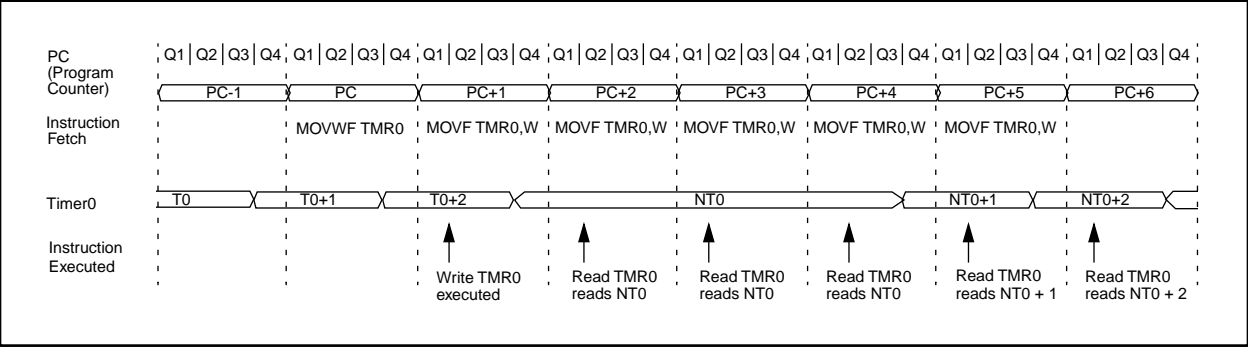 PC
(Program
Counter)
Q1 Q2 Q3 Q4 Q1 Q2 Q3 Q4 Q1 Q2 Q3 Q4 Q1 Q2 Q3 Q4 Q1 Q2 Q3 Q4 Q1 Q2 Q3 Q4 Q1 Q2 Q3 Q4 Q1 Q2 Q3 Q4
PC-1 PC PC+1 PC+2 PC+3 PC+4 PC+5 PC+6
Instruction
Fetch
MOVWF TMR0 MOVF TMR0,W MOVF TMR0,W MOVF TMR0,W MOVF TMR0,W MOVF TMR0,W
Timer0
T0 T0+1 T0+2 NT0 NT0+1 NT0+2
Instruction
Executed
Write TMR0
executed
Read TMR0
reads NT0
Read TMR0
reads NT0
Read TMR0
reads NT0
Read TMR0
reads NT0 + 1
Read TMR0
reads NT0 + 2